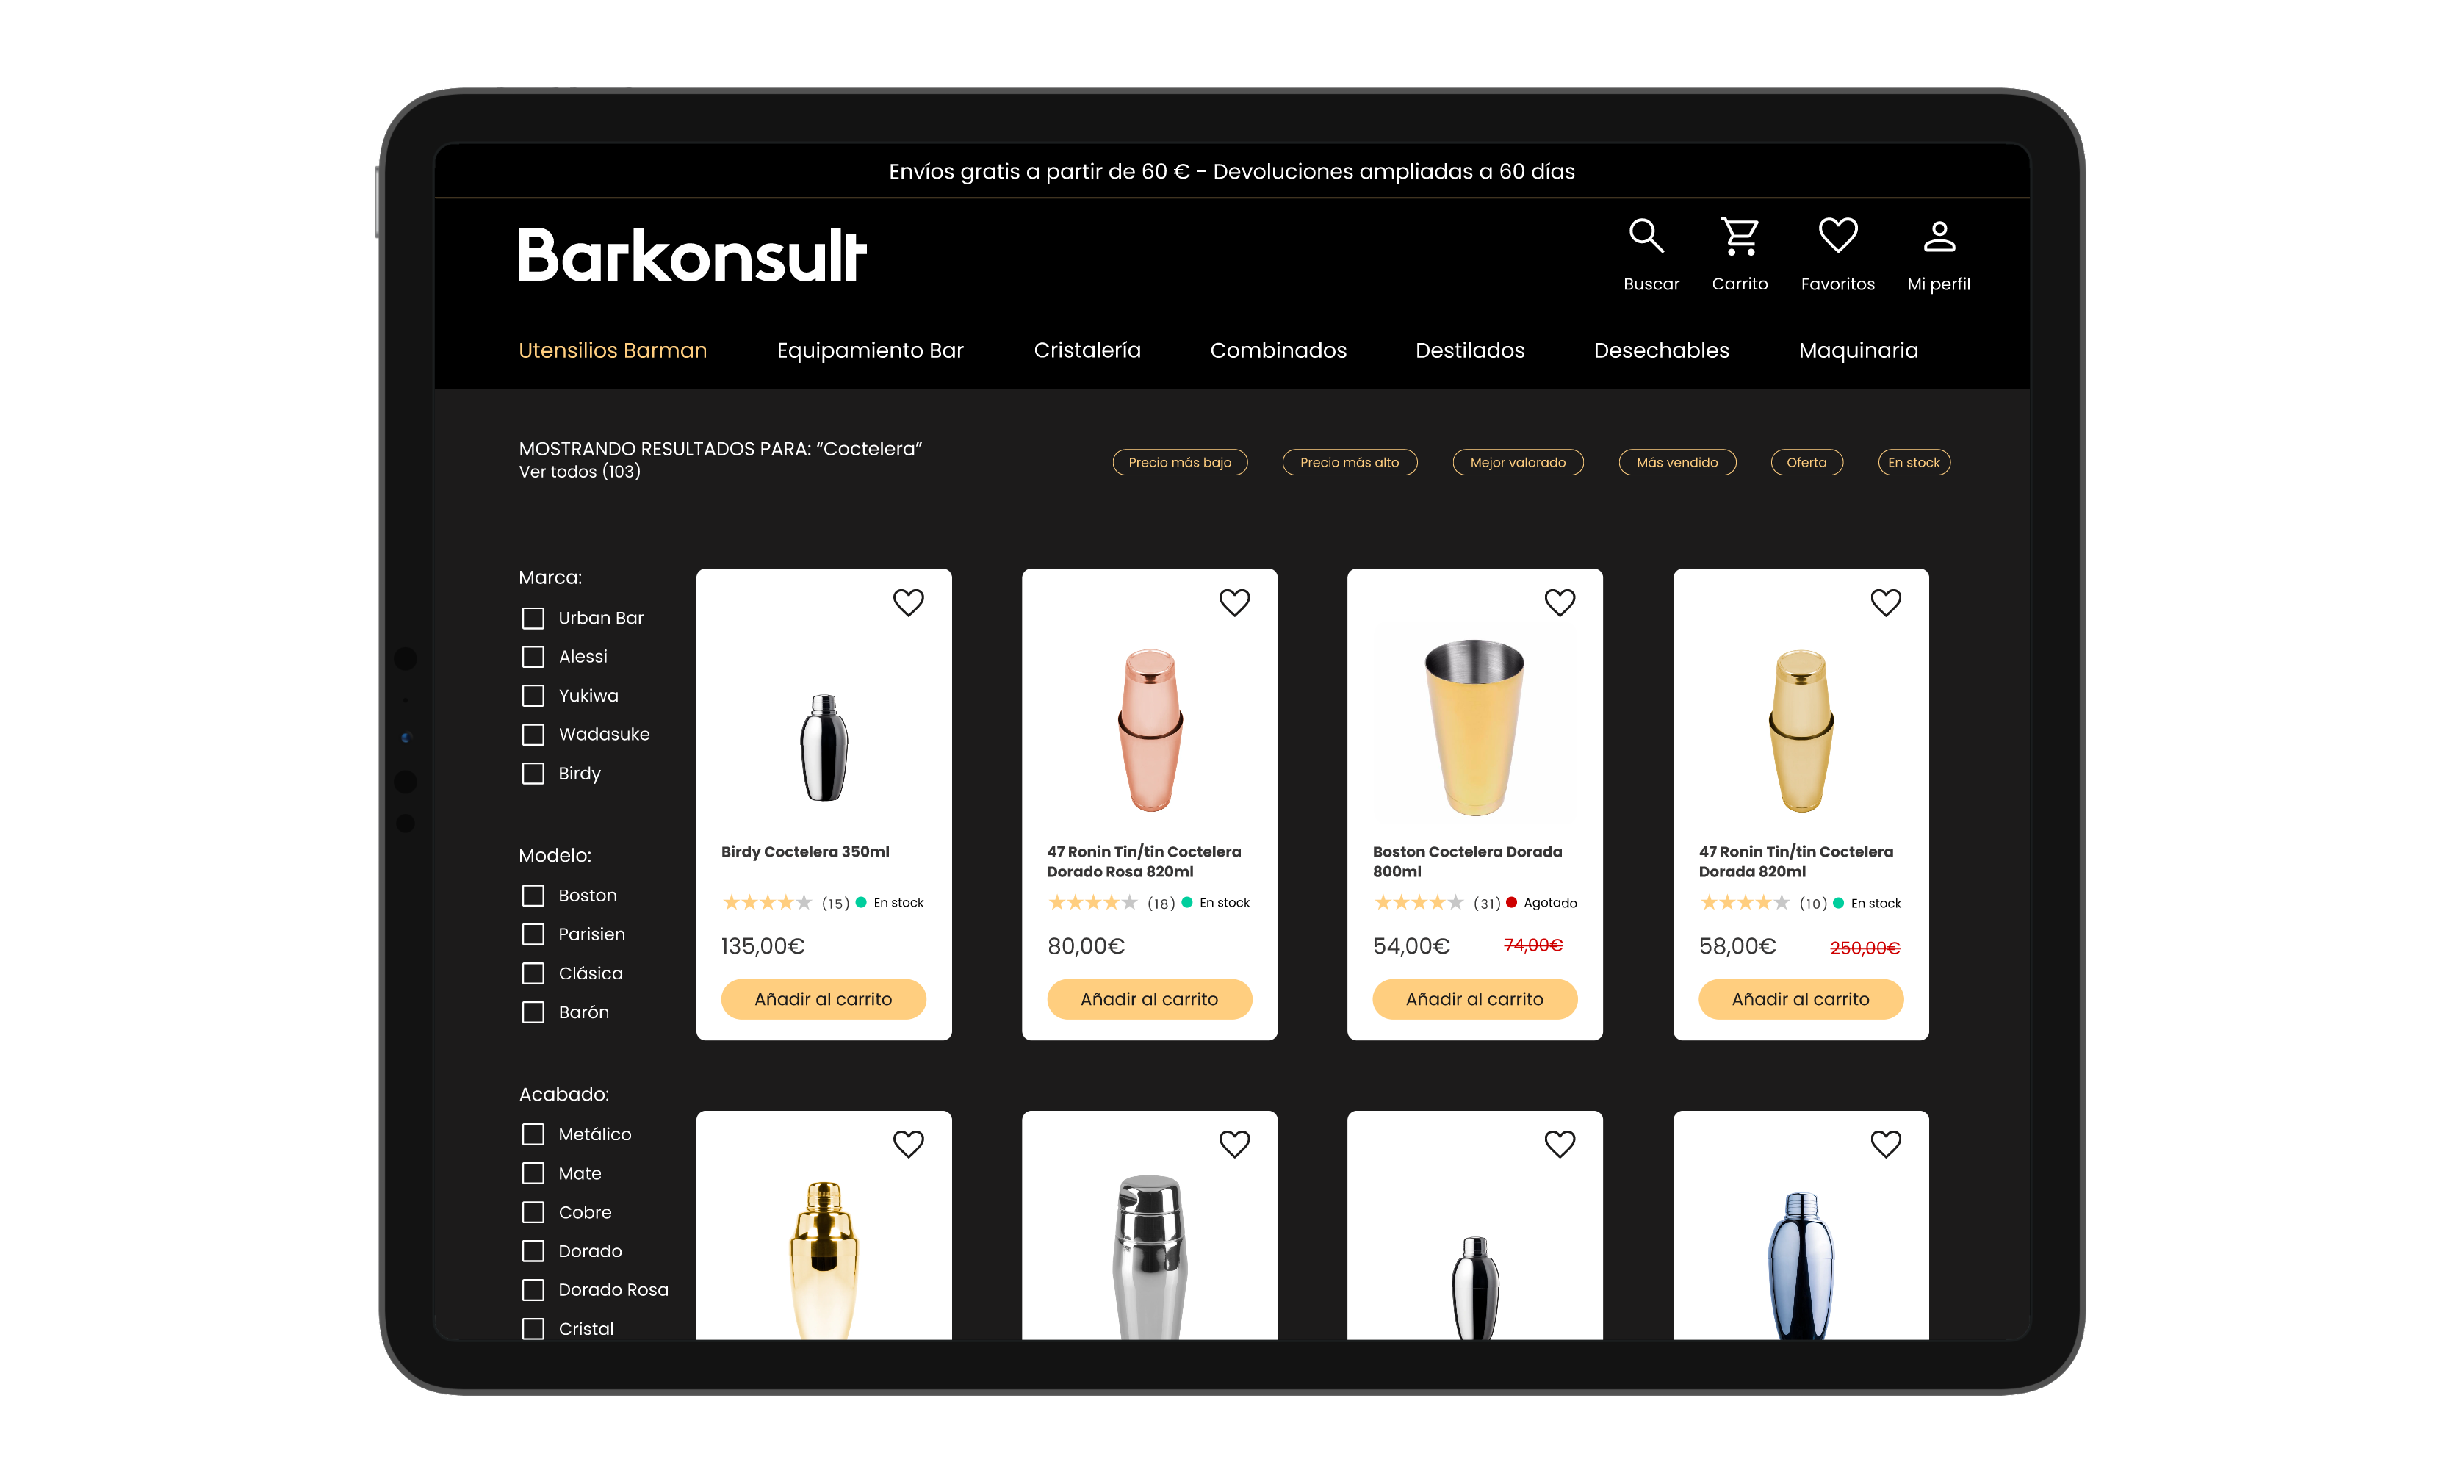 Envíos gratis a partir de 60 € - Devoluciones ampliadas a 60 días
Barkonsult
Buscar
Carrito
Favoritos
Mi perfil
Utensilios Barman
Equipamiento Bar
Cristalería
Combinados
Destilados
Desechables
Maquinaria
MOSTRANDO RESULTADOS PARA: “Coctelera”
Ver todos (103)
Precio más bajo
Precio más alto
Mejor valorado
Más vendido
Oferta
En stock
Marca:
Urban Bar
Alessi
Yukiwa
Wadasuke
Birdy
Modelo:
Boston
Parisien
Clásica
Barón
Acabado:
Metálico
Mate
Cobre
Dorado
Dorado Rosa
Cristal
Birdy Coctelera 350ml
(15) En stock
135,00€
Añadir al carrito
47 Ronin Tin/tin Coctelera
Dorado Rosa 820ml
(18) En stock
80,00€
Añadir al carrito
Boston Coctelera Dorada
800ml
(31) Agotado
54,00€ 74,00€
Añadir al carrito
47 Ronin Tin/tin Coctelera
Dorada 820ml
(10) En stock
58,00€ 250,00€
Añadir al carrito